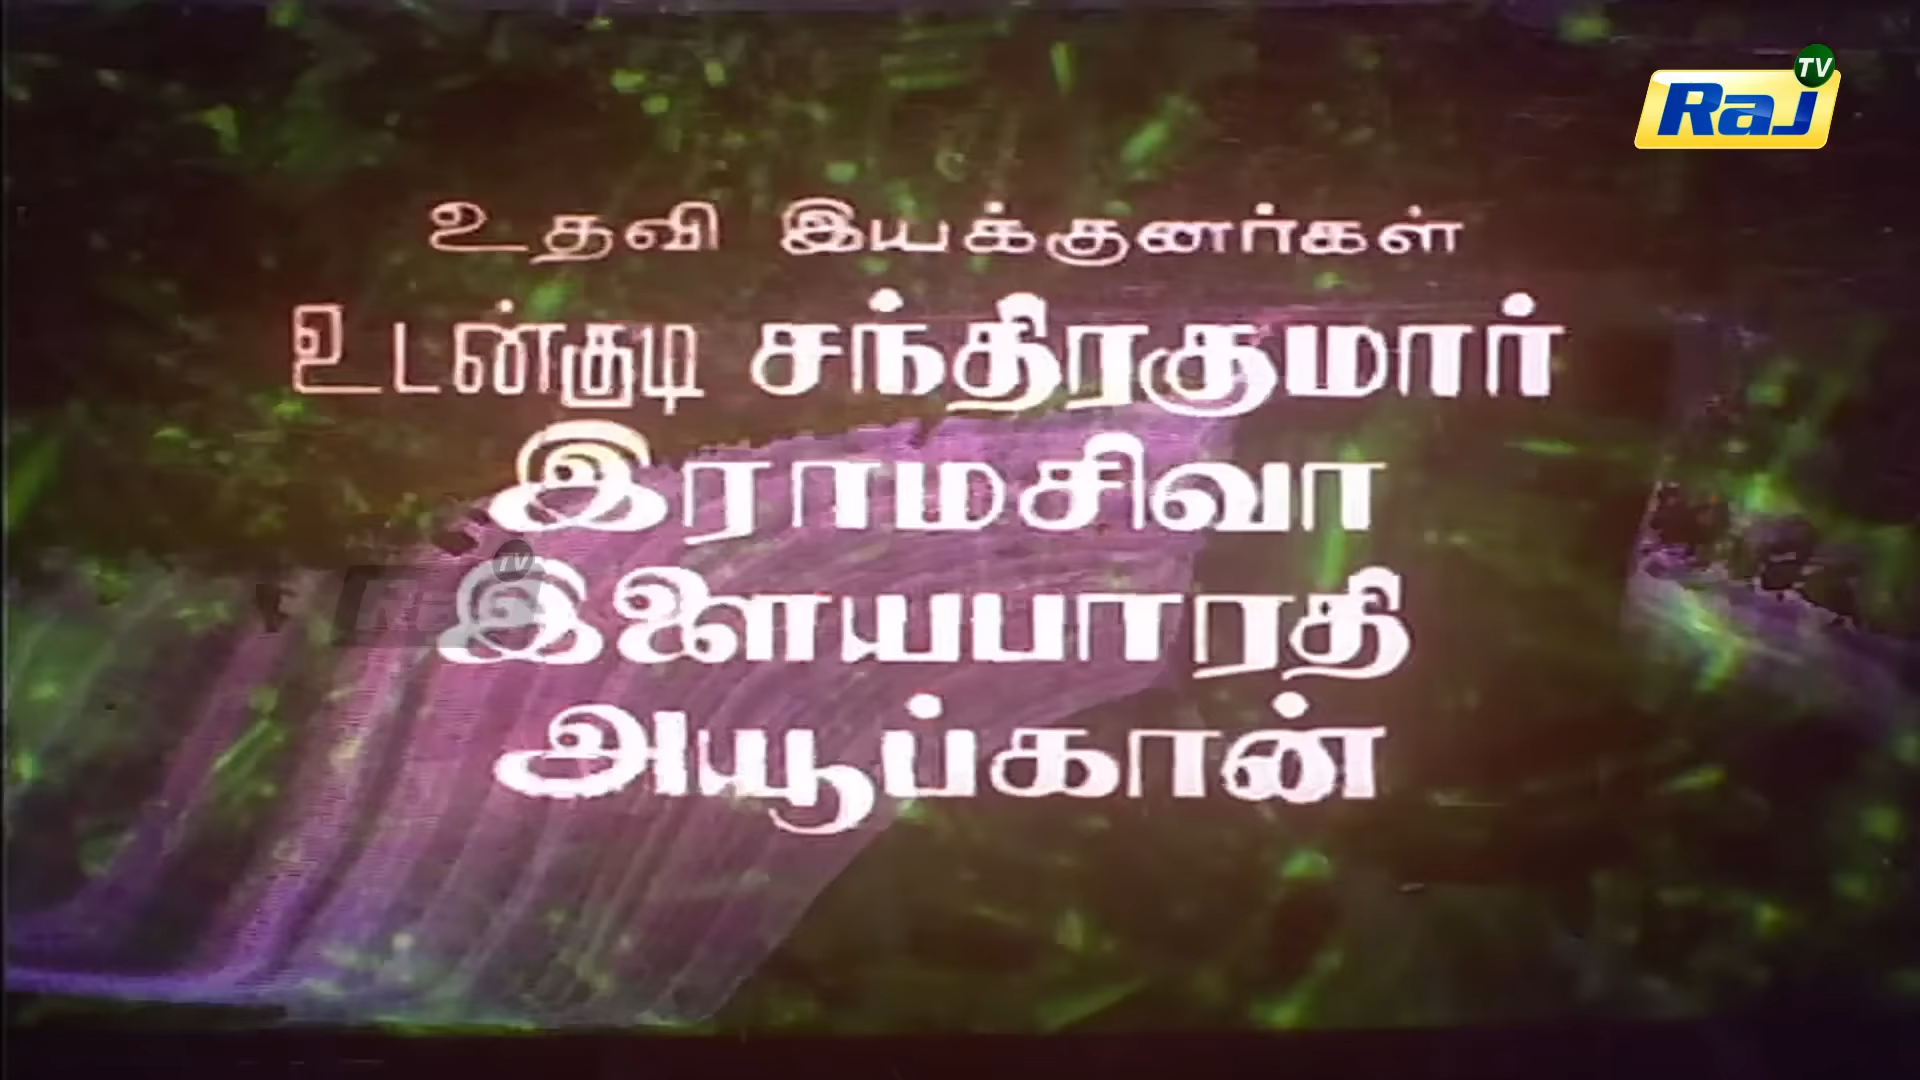 Raj TV
உதவி இயக்குனர்கள்
உடன்குடி சந்திரகுமார்
இராமசிவா
இளையபாரதி
அயூப்கான்